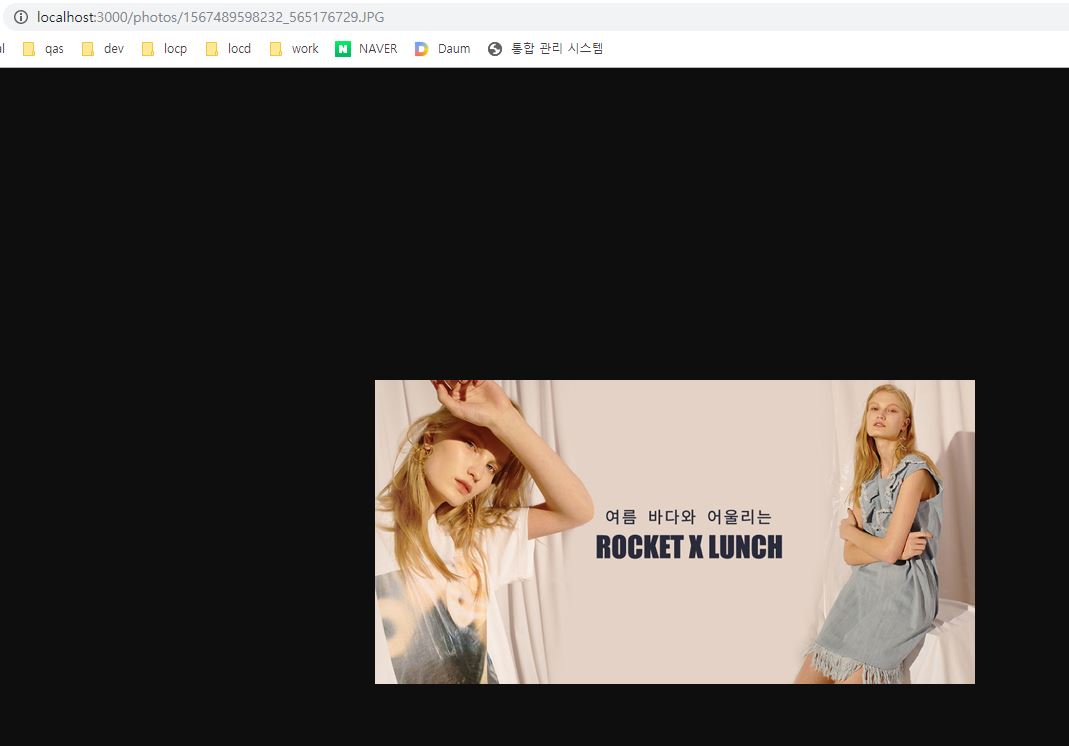 localhost:3000/photos/1567489598232_565176729.JPG
qas dev locp locd work NAVER Daum 통합 관리 시스템
여름 바다와 어울리는
ROCKET X LUNCH